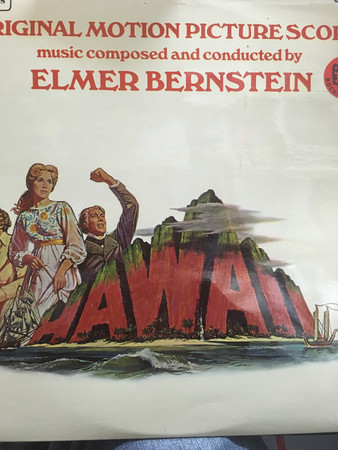 RIGINAL MOTION PICTURE SCOR
music composed and conducted by
ELMER BERNSTEIN
HAWAII